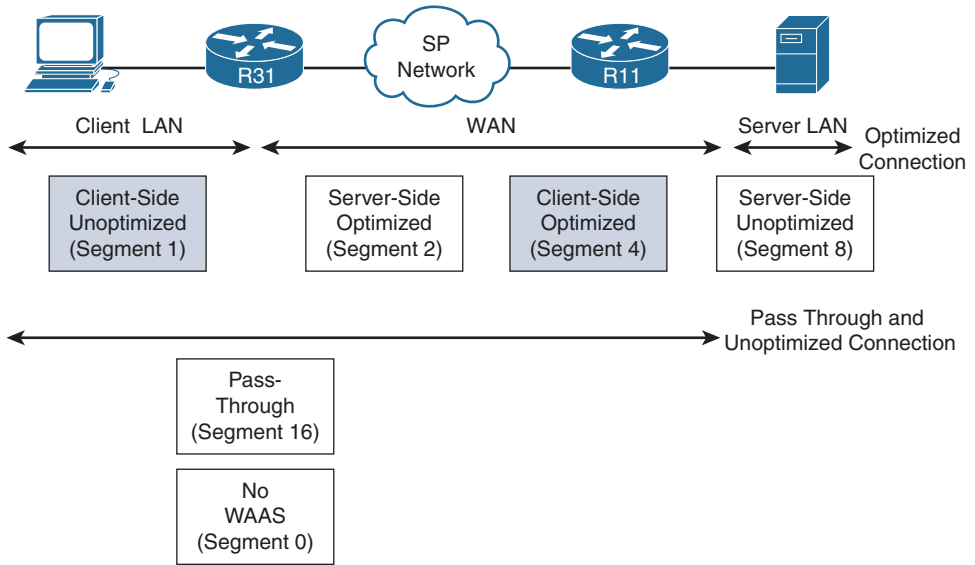 SP
Network
R31
R11
Client LAN
WAN
Server LAN
Optimized
Connection
Client-Side
Unoptimized
(Segment 1)
Server-Side
Optimized
(Segment 2)
Client-Side
Optimized
(Segment 4)
Server-Side
Unoptimized
(Segment 8)
Pass Through and
Unoptimized Connection
Pass-
Through
(Segment 16)
No
WAAS
(Segment 0)